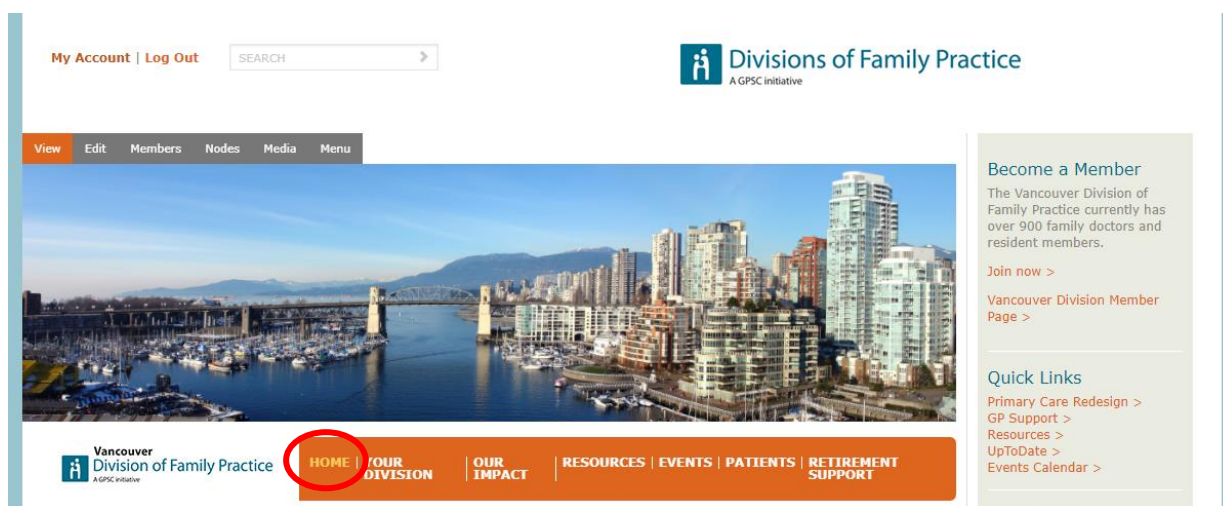 My Account | Log Out
SEARCH
Divisions of Family Practice
A GPSC initiative
View Edit Members Nodes Media Menu
Become a Member
The Vancouver Division of
Family Practice currently has
over 900 family doctors and
resident members.
Join now >
Vancouver Division Member
Page >
Quick Links
Primary Care Redesign >
GP Support >
Resources >
UpToDate >
Events Calendar >
Vancouver
Division of Family Practice
A GPSC initiative
HOME | YOUR DIVISION | OUR IMPACT | RESOURCES | EVENTS | PATIENTS | RETIREMENT SUPPORT